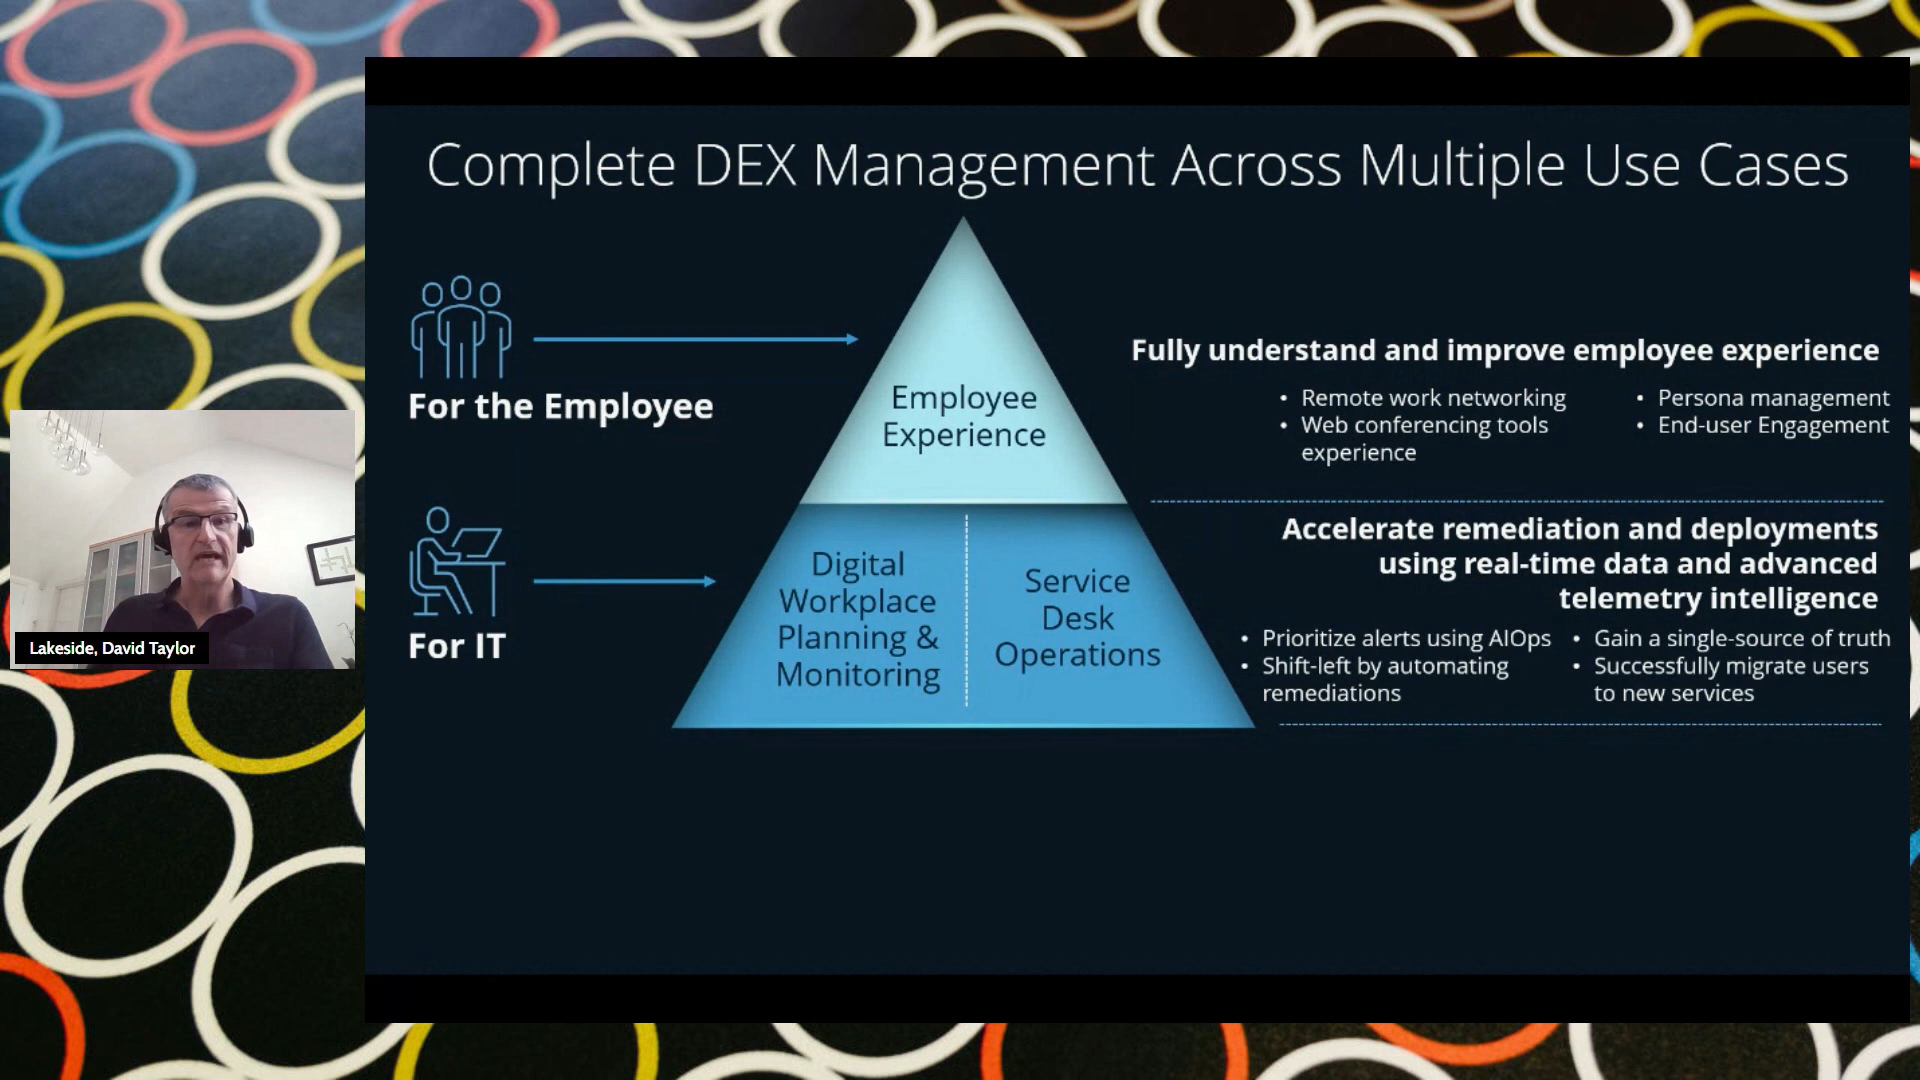 Complete DEX Management Across Multiple Use Cases
For the Employee
Employee
Experience
Fully understand and improve employee experience
• Remote work networking
• Web conferencing tools
experience
• Persona management
• End-user Engagement
For IT
Digital
Workplace
Planning &
Monitoring
Service
Desk
Operations
Accelerate remediation and deployments
using real-time data and advanced
telemetry intelligence
• Prioritize alerts using AIOps
• Shift-left by automating
remediations
• Gain a single-source of truth
• Successfully migrate users
to new services
Lakeside, David Taylor